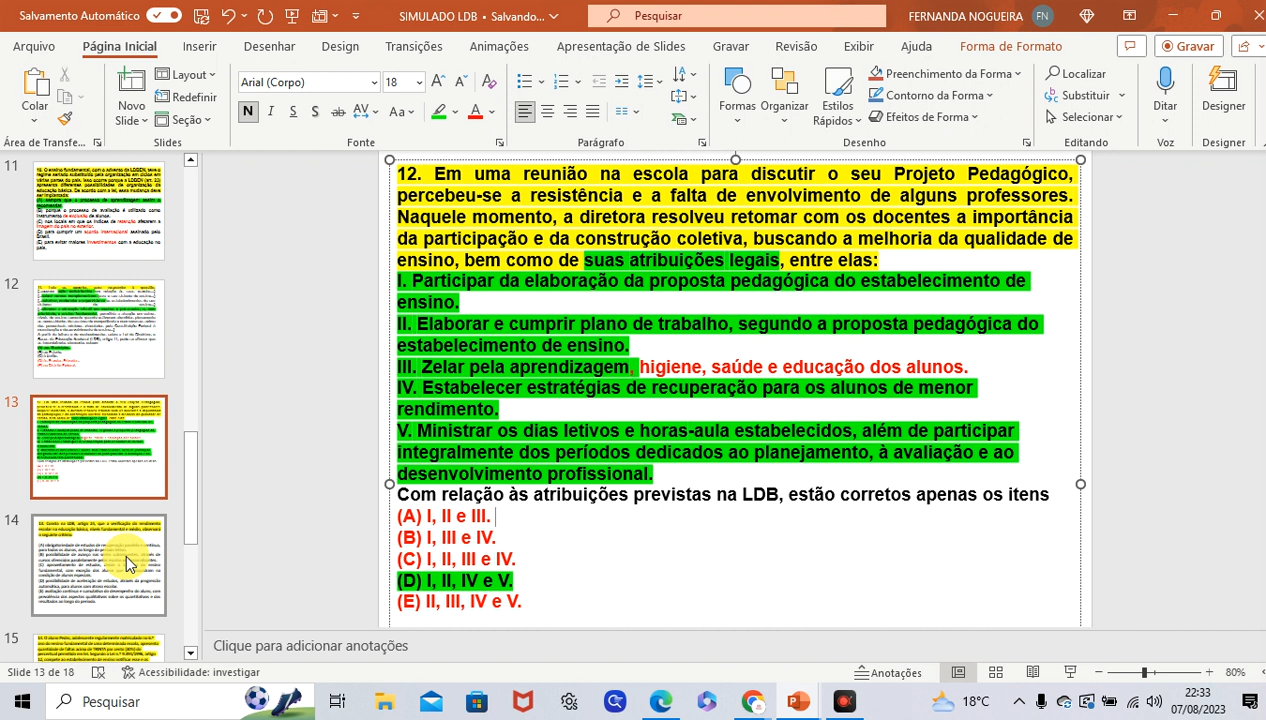 Salvamento Automático
SIMULADO LDB • Salvando...
Pesquisar
FERNANDA NOGUEIRA
FN
Arquivo
Página Inicial
Inserir
Desenhar
Design
Transições
Animações
Apresentação de Slides
Gravar
Revisão
Exibir
Ajuda
Forma de Formato
Gravar
Colar
Novo
Slide
Layout
Redefinir
Seção
Arial (Corpo)
18
N
I
S
S
ab
AV
Aa
A
Formas
Organizar
Estilos
Rápidos
Preenchimento da Forma
Contorno da Forma
Efeitos de Forma
Localizar
Substituir
Selecionar
Ditar
Designer
Área de Transfe...
Slides
Fonte
Parágrafo
Desenho
Editando
Voz
Designer
11
12
13
14
15
12. Em uma reunião na escola para discutir o seu Projeto Pedagógico,
percebeu-se a resistência e a falta de envolvimento de alguns professores.
Naquele momento, a diretora resolveu retomar com os docentes a importância
da participação e da construção coletiva, buscando a melhoria da qualidade de
ensino, bem como de suas atribuições legais, entre elas:
I. Participar da elaboração da proposta pedagógica do estabelecimento de
ensino.
II. Elaborar e cumprir plano de trabalho, segundo a proposta pedagógica do
estabelecimento de ensino.
III. Zelar pela aprendizagem, higiene, saúde e educação dos alunos.
IV. Estabelecer estratégias de recuperação para os alunos de menor
rendimento.
V. Ministrar os dias letivos e horas-aula estabelecidos, além de participar
integralmente dos períodos dedicados ao planejamento, à avaliação e ao
desenvolvimento profissional.
Com relação às atribuições previstas na LDB, estão corretos apenas os itens
(A) I, II e III.
(B) I, III e IV.
(C) I, II, III e IV.
(D) I, II, IV e V.
(E) II, III, IV e V.
Clique para adicionar anotações
Slide 13 de 18
Acessibilidade: investigar
Anotações
80%
Pesquisar
18°C
22:33
07/08/2023